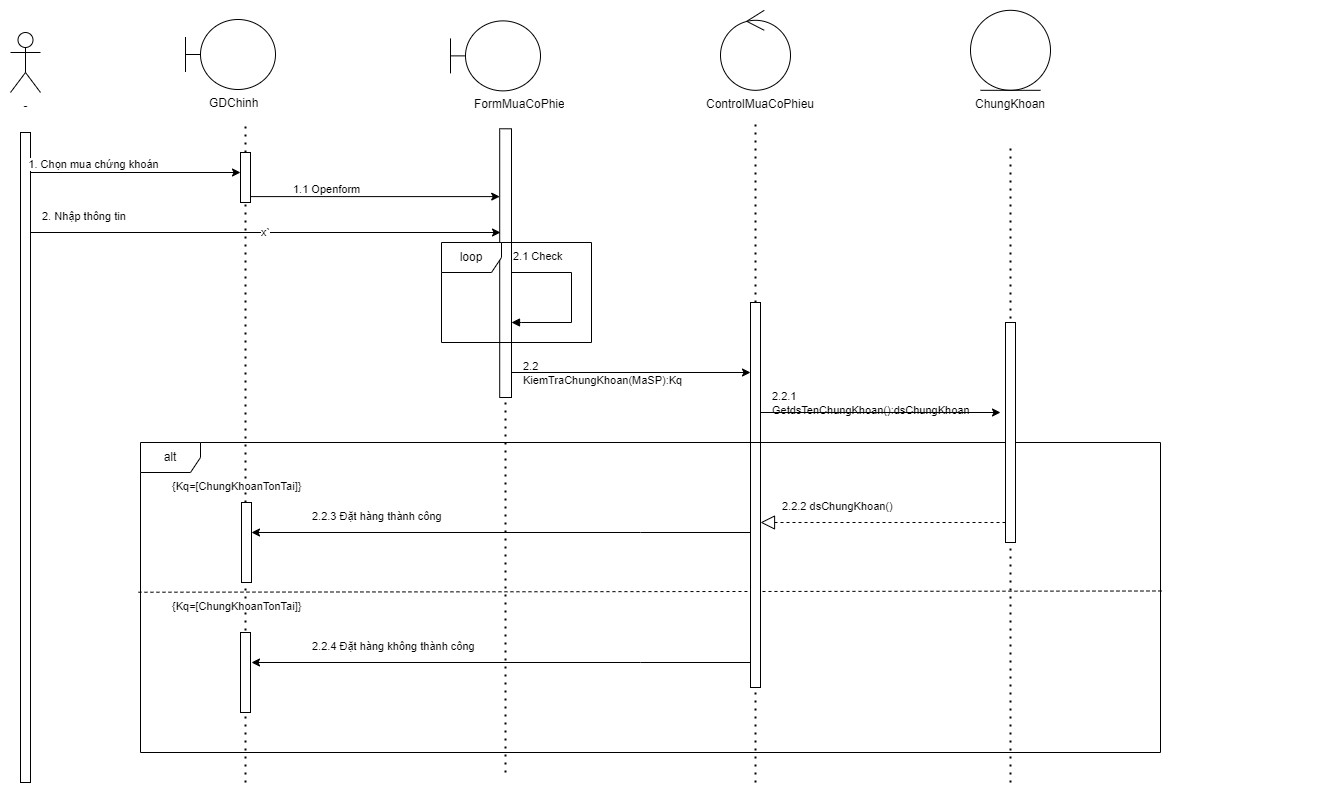 -
GDChinh
FormMuaCoPhie
ControlMuaCoPhieu
ChungKhoan
1. Chọn mua chứng khoán
1.1 Openform
2. Nhập thông tin
x`
loop
2.1 Check
2.2
KiemTraChungKhoan(MaSP):Kq
2.2.1
GetdsTenChungKhoan():dsChungKhoan
alt
{Kq=[ChungKhoanTonTai]}
2.2.2 dsChungKhoan()
2.2.3 Đặt hàng thành công
{Kq=[ChungKhoanTonTai]}
2.2.4 Đặt hàng không thành công